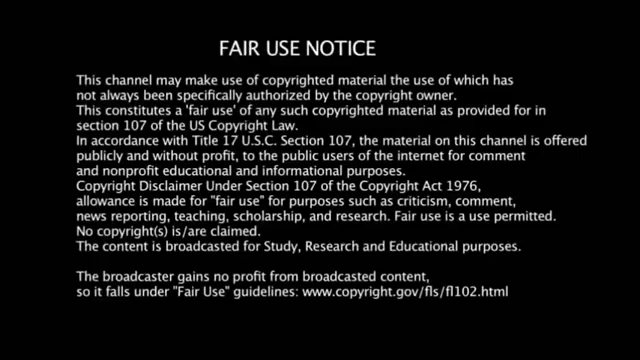 FAIR USE NOTICE
This channel may make use of copyrighted material the use of which has
not always been specifically authorized by the copyright owner.
This constitutes a 'fair use' of any such copyrighted material as provided for in
section 107 of the US Copyright Law.
In accordance with Title 17 U.S.C. Section 107, the material on this channel is offered
publicly and without profit, to the public users of the internet for comment
and nonprofit educational and informational purposes.
Copyright Disclaimer Under Section 107 of the Copyright Act 1976,
allowance is made for "fair use" for purposes such as criticism, comment,
news reporting, teaching, scholarship, and research. Fair use is a use permitted.
No copyright(s) is/are claimed.
The content is broadcasted for Study, Research and Educational purposes.
The broadcaster gains no profit from broadcasted content,
so it falls under "Fair Use" guidelines: www.copyright.gov/fls/fl102.html